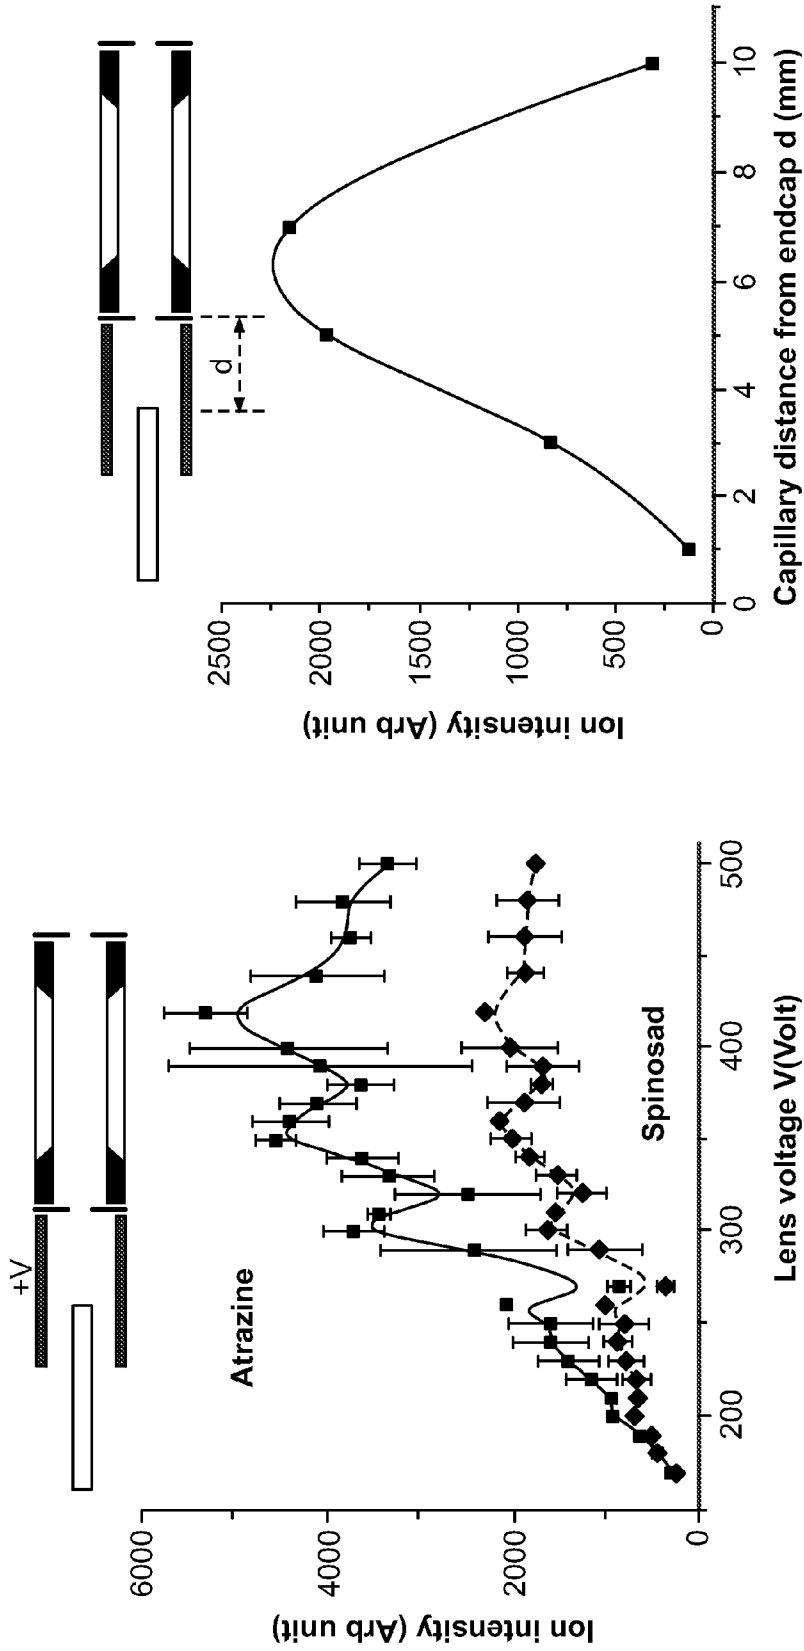 +V
Atrazine
Spinosad
6000
4000
2000
0
Ion intensity (Arb unit)
200
300
400
500
Lens voltage V(Volt)
d
2500
2000
1500
1000
500
0
Ion intensity (Arb unit)
0
2
4
6
8
10
Capillary distance from endcap d (mm)